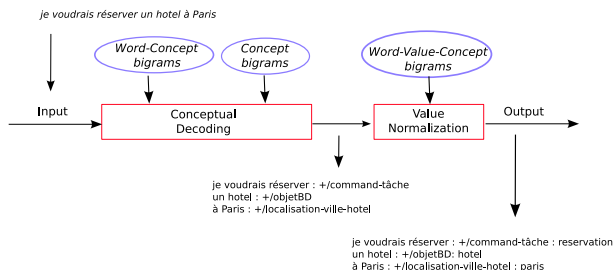 je voudrais réserver un hotel à Paris
Word-Concept
bigrams
Concept
bigrams
Word-Value-Concept
bigrams
Input
Conceptual
Decoding
Value
Normalization
Output
je voudrais réserver : +/command-tâche
un hotel : +/objetBD
à Paris : +/localisation-ville-hotel
je voudrais réserver : +/command-tâche : reservation
un hotel : +/objetBD: hotel
à Paris : +/localisation-ville-hotel : paris